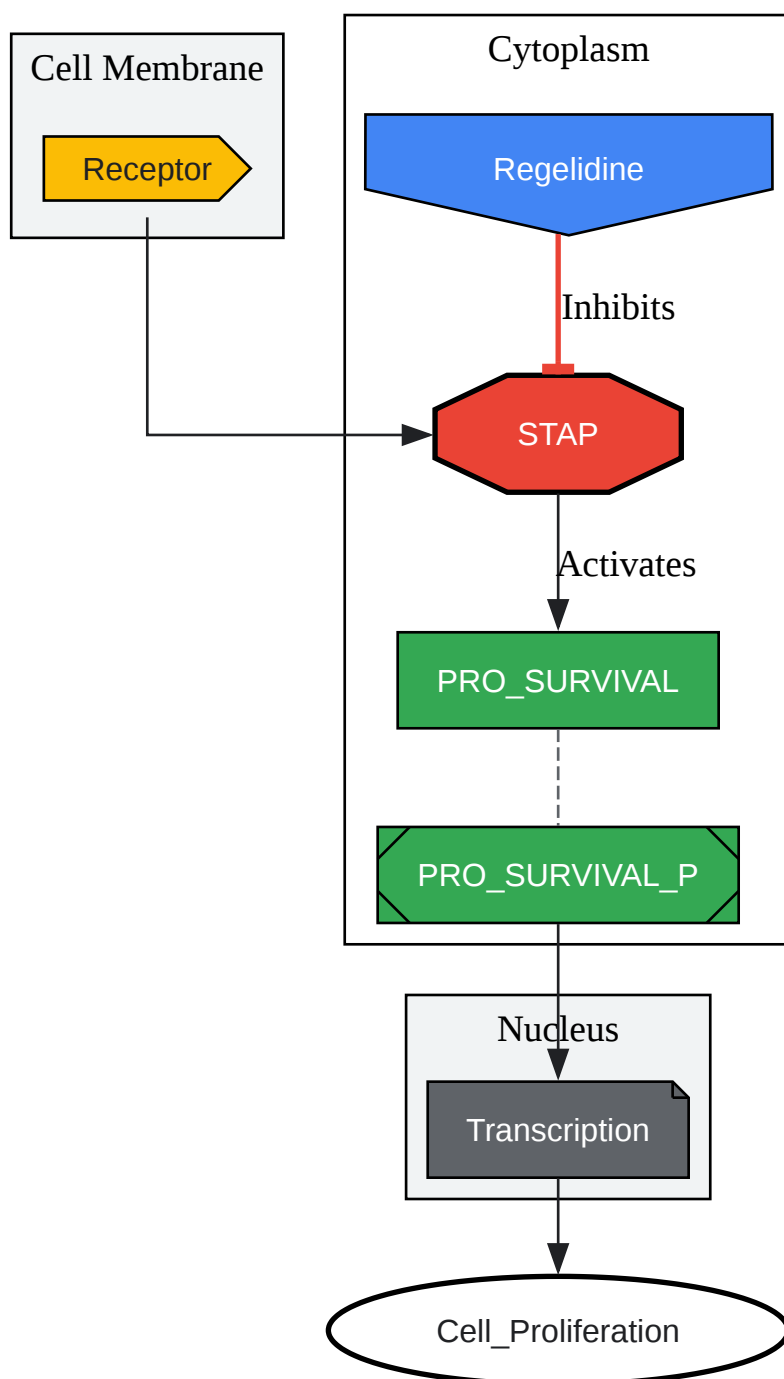 Cell Membrane
Receptor
Cytoplasm
Regelidine
Inhibits
STAP
Activates
PRO_SURVIVAL
PRO_SURVIVAL_P
Nucleus
Transcription
Cell_Proliferation